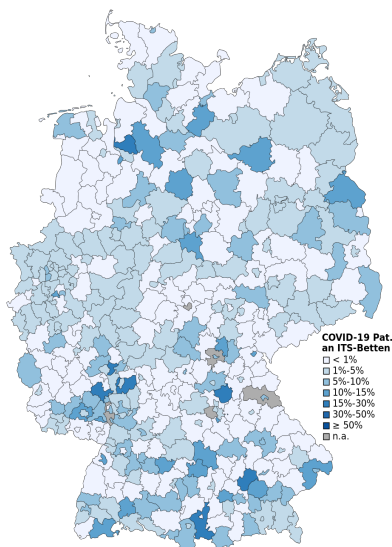 COVID-19 Pat.
an ITS-Betten
< 1%
1%-5%
5%-10%
10%-15%
15%-30%
30%-50%
≥ 50%
n.a.